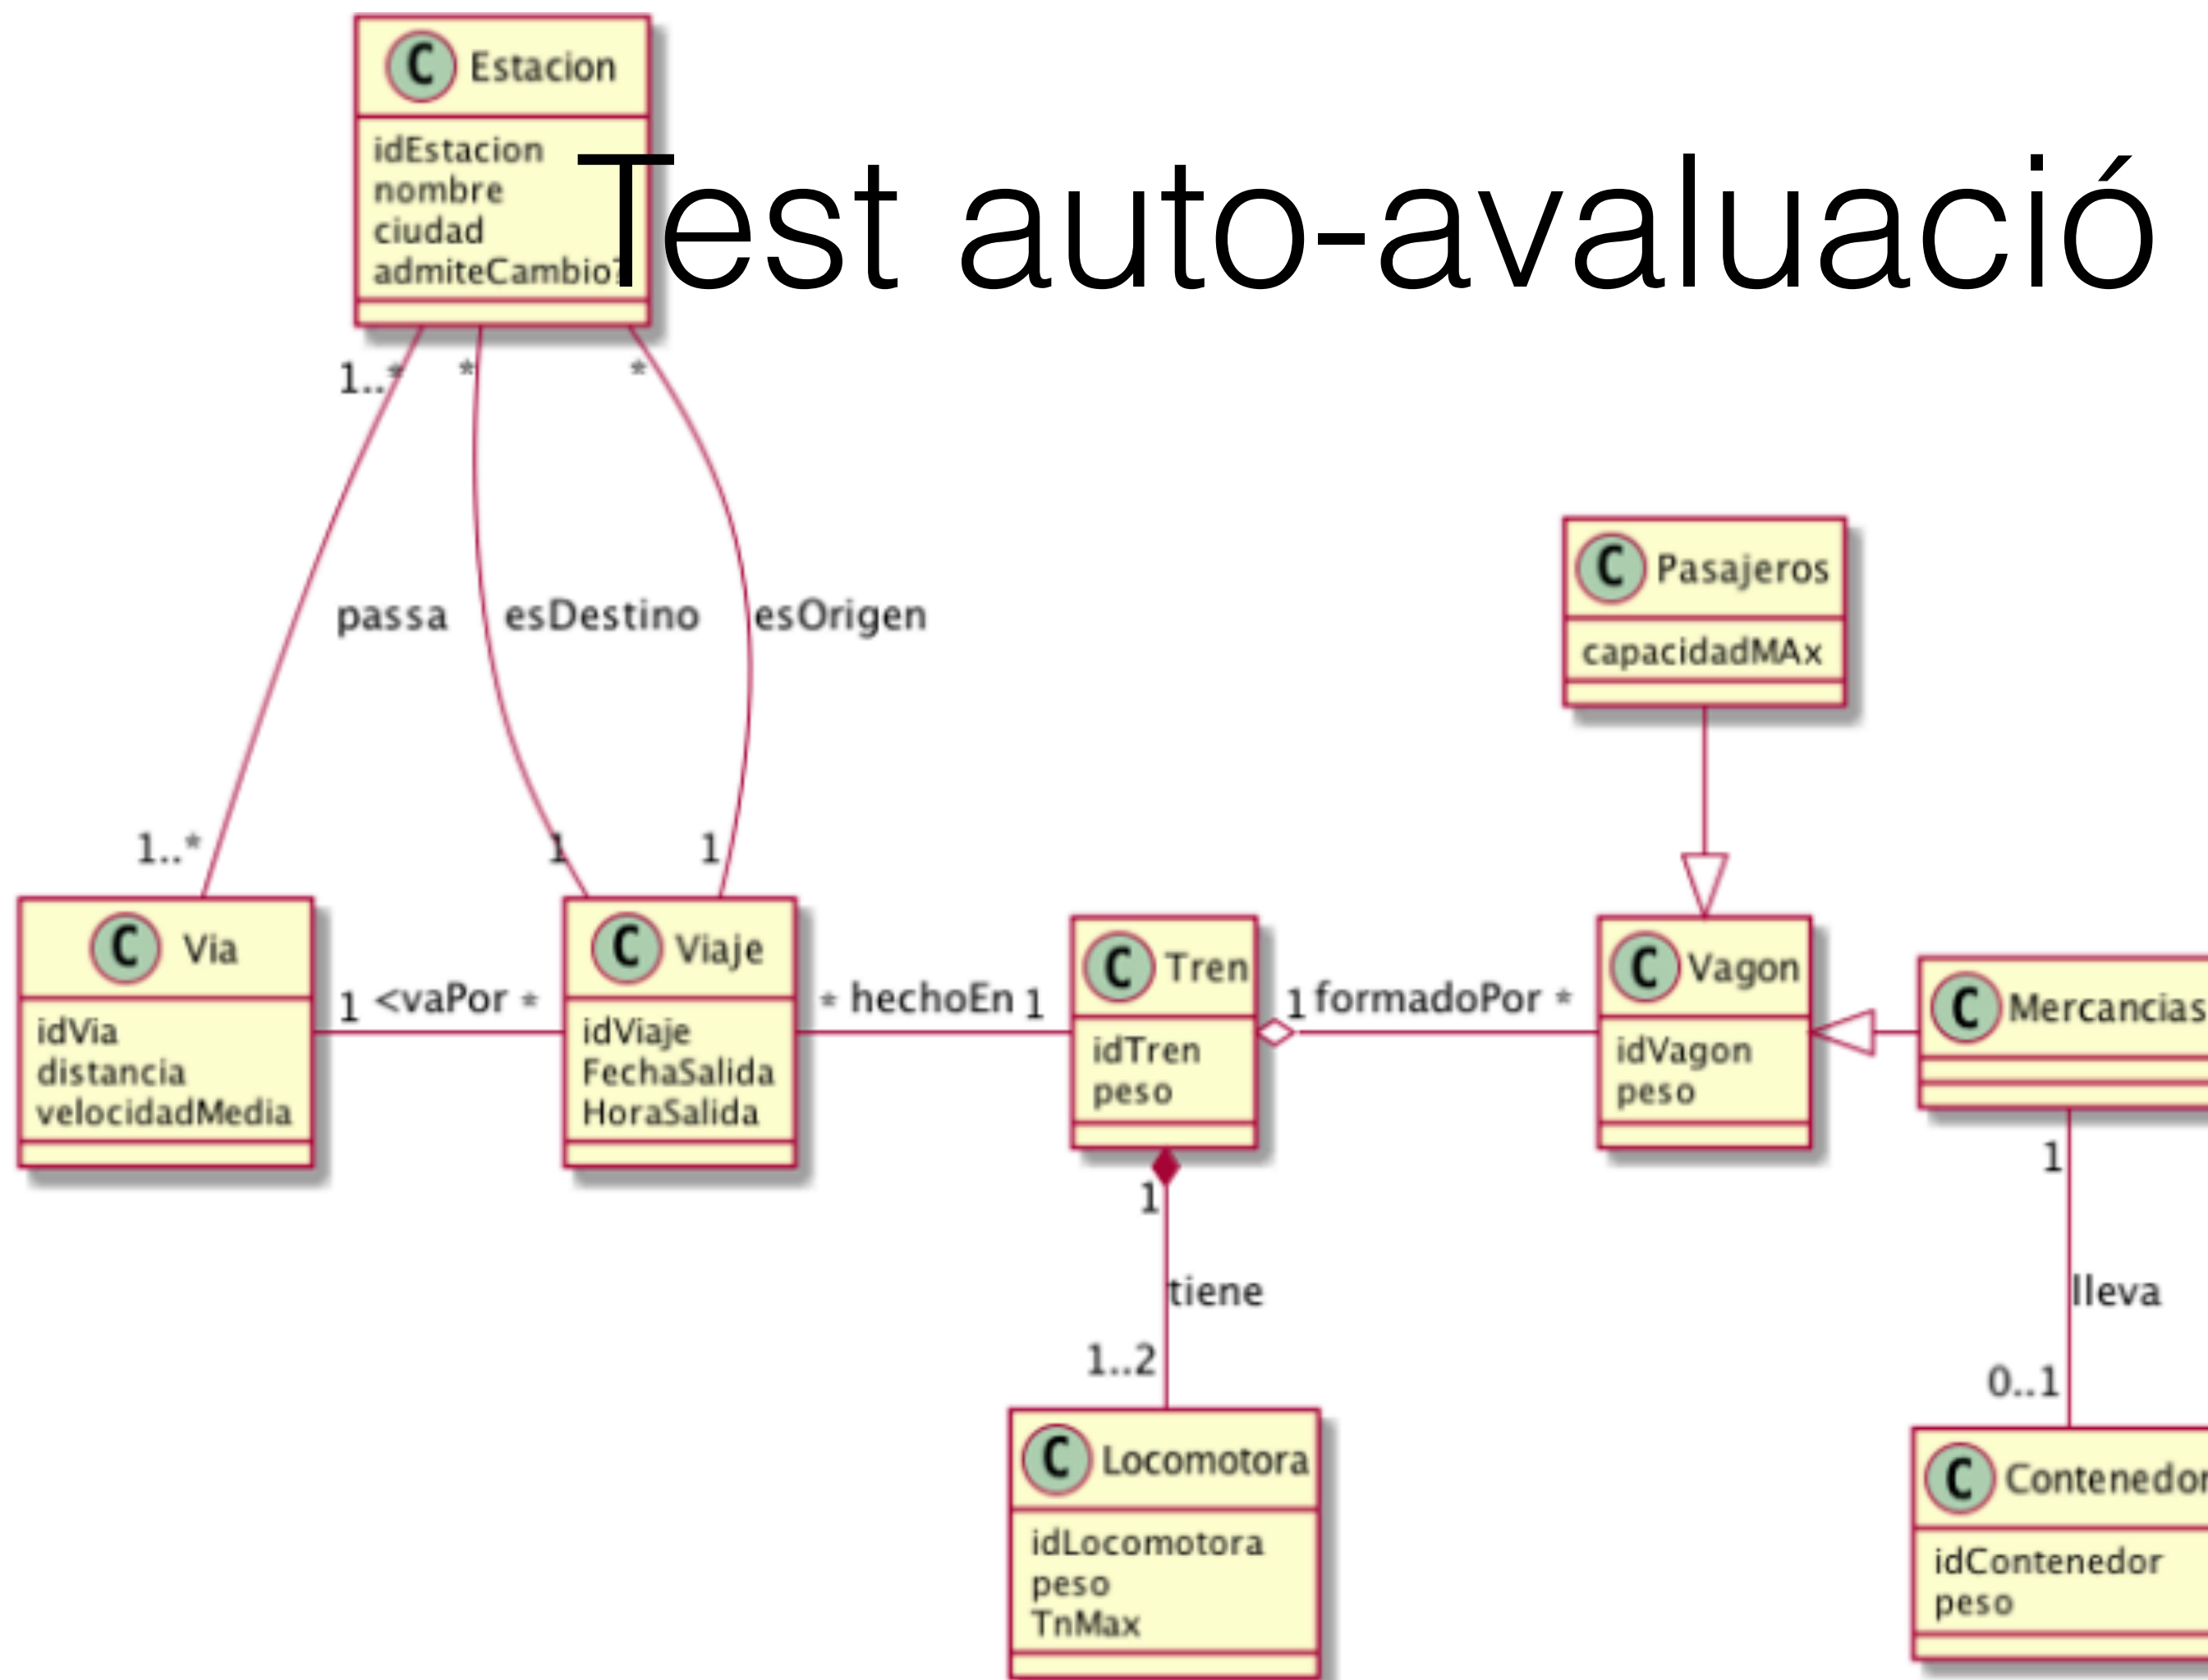 Test auto-avaluació
C Estacion
idEstacion
nombre
ciudad
admiteCambio?
1..* * *
passa esDestino esOrigen
1..* 1 1
C Pasajeros
capacidadMAx
C Via
idVia
distancia
velocidadMedia
1 <vaPor *
C Viaje
idViaje
FechaSalida
HoraSalida
* hechoEn 1
C Tren
idTren
peso
1 formadoPor *
C Vagon
idVagon
peso
C Mercancias
1
tiene
1..2
1
lleva
0..1
C Locomotora
idLocomotora
peso
TnMax
C Contenedor
idContenedor
peso